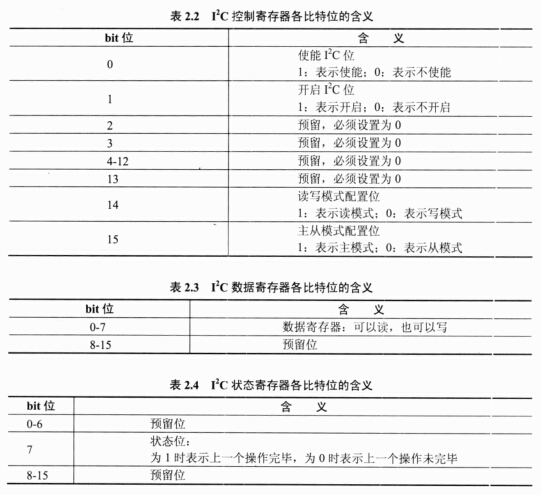 表 2.2 I²C 控制寄存器各比特位的含义
bit 位 含 义
0 使能 I²C 位
1：表示使能；0：表示不使能
1 开启 I²C 位
1：表示开启；0：表示不开启
2 预留，必须设置为 0
3 预留，必须设置为 0
4-12 预留，必须设置为 0
13 预留，必须设置为 0
14 读写模式配置位
1：表示读模式；0：表示写模式
15 主从模式配置位
1：表示主模式；0：表示从模式
表 2.3 I²C 数据寄存器各比特位的含义
bit 位 含 义
0-7 数据寄存器：可以读，也可以写
8-15 预留位
表 2.4 I²C 状态寄存器各比特位的含义
bit 位 含 义
0-6 预留位
7 状态位：
为 1 时表示上一个操作完毕，为 0 时表示上一个操作未完毕
8-15 预留位